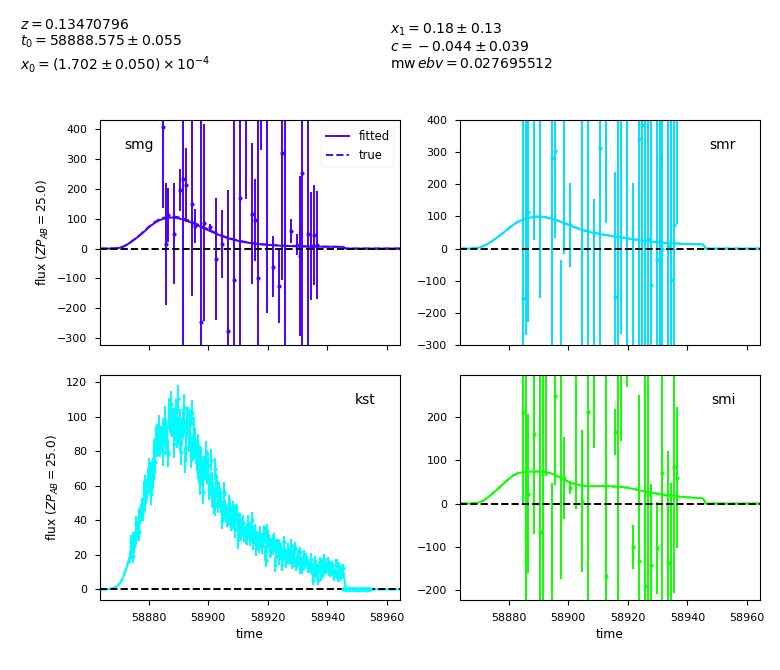 z = 0.13470796
t₀ = 58888.575 ± 0.055
x₀ = (1.702 ± 0.050) × 10⁻⁴
x₁ = 0.18 ± 0.13
c = −0.044 ± 0.039
mw ebv = 0.027695512
smg
fitted
true
400
300
200
100
0
−100
−200
−300
flux (ZP_AB = 25.0)
smr
400
300
200
100
0
−100
−200
−300
kst
120
100
80
60
40
20
0
flux (ZP_AB = 25.0)
58880 58900 58920 58940 58960
time
smi
200
100
0
−100
−200
58880 58900 58920 58940 58960
time